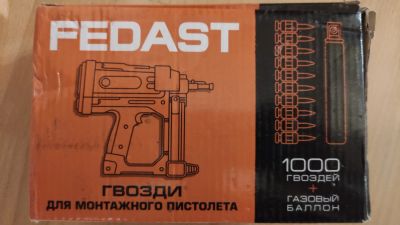 FEDAST
ГВОЗДИ
ДЛЯ МОНТАЖНОГО ПИСТОЛЕТА
1000
ГВОЗДЕЙ
+
ГАЗОВЫЙ
БАЛЛОН